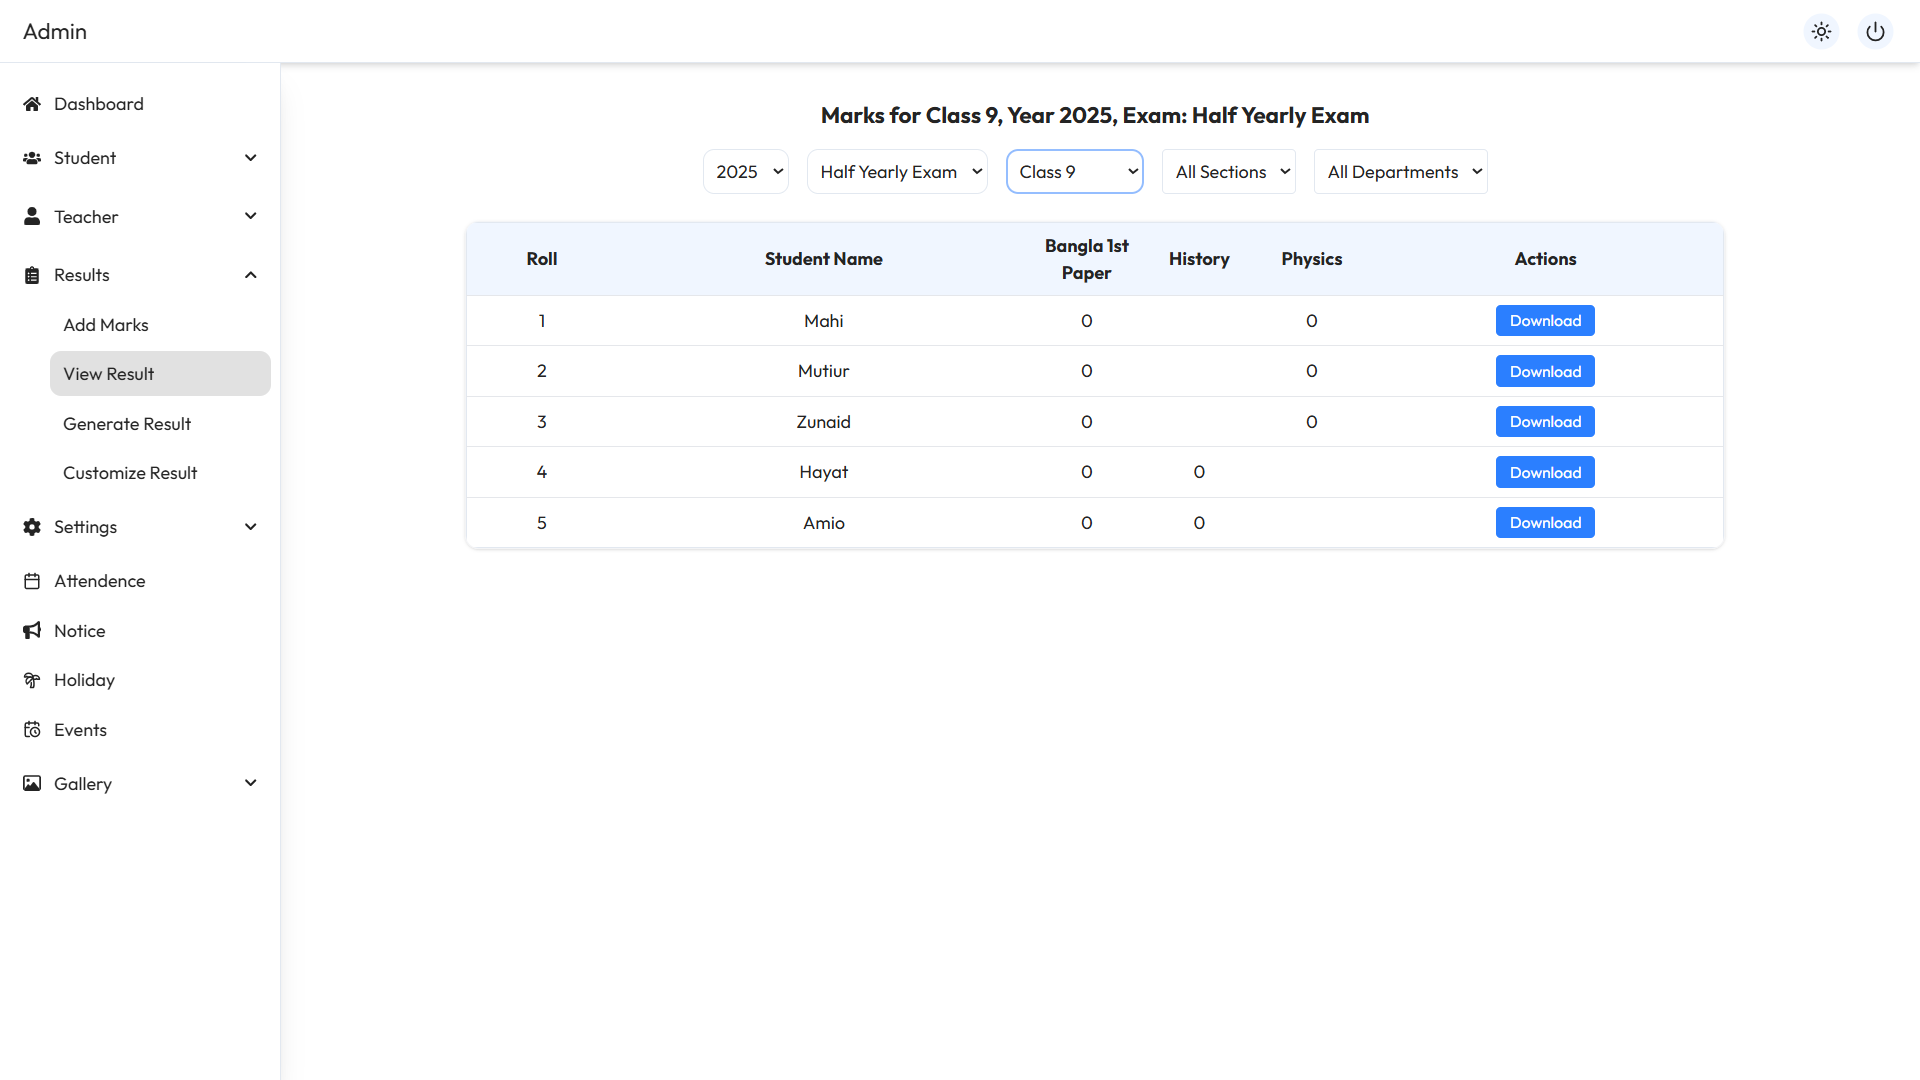 Admin
Dashboard
Student
Teacher
Results
Add Marks
View Result
Generate Result
Customize Result
Settings
Attendence
Notice
Holiday
Events
Gallery
Marks for Class 9, Year 2025, Exam: Half Yearly Exam
2025 Half Yearly Exam Class 9 All Sections All Departments
Roll Student Name Bangla 1st Paper History Physics Actions
1 Mahi 0 0 Download
2 Mutiur 0 0 Download
3 Zunaid 0 0 Download
4 Hayat 0 0 Download
5 Amio 0 0 Download